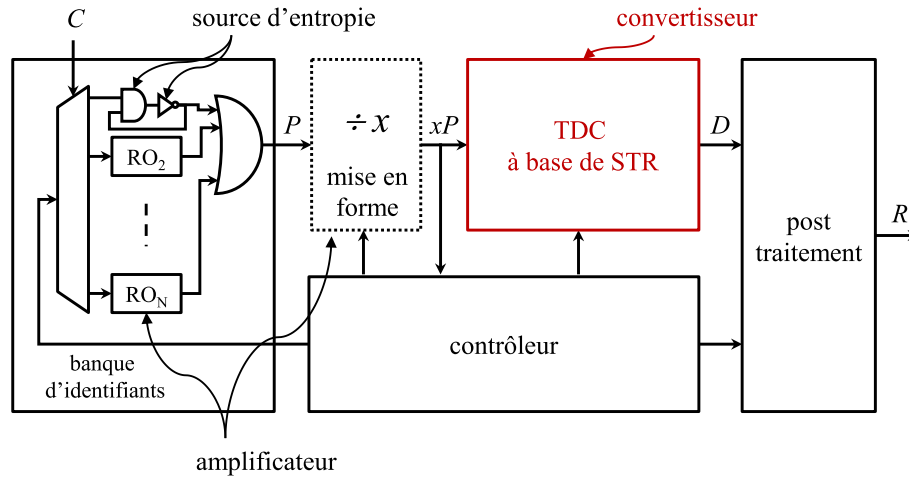 C
source d'entropie
convertisseur
P
÷ x
mise en
forme
xP
TDC
à base de STR
D
RO2
RON
post
traitement
R
contrôleur
banque
d'identifiants
amplificateur